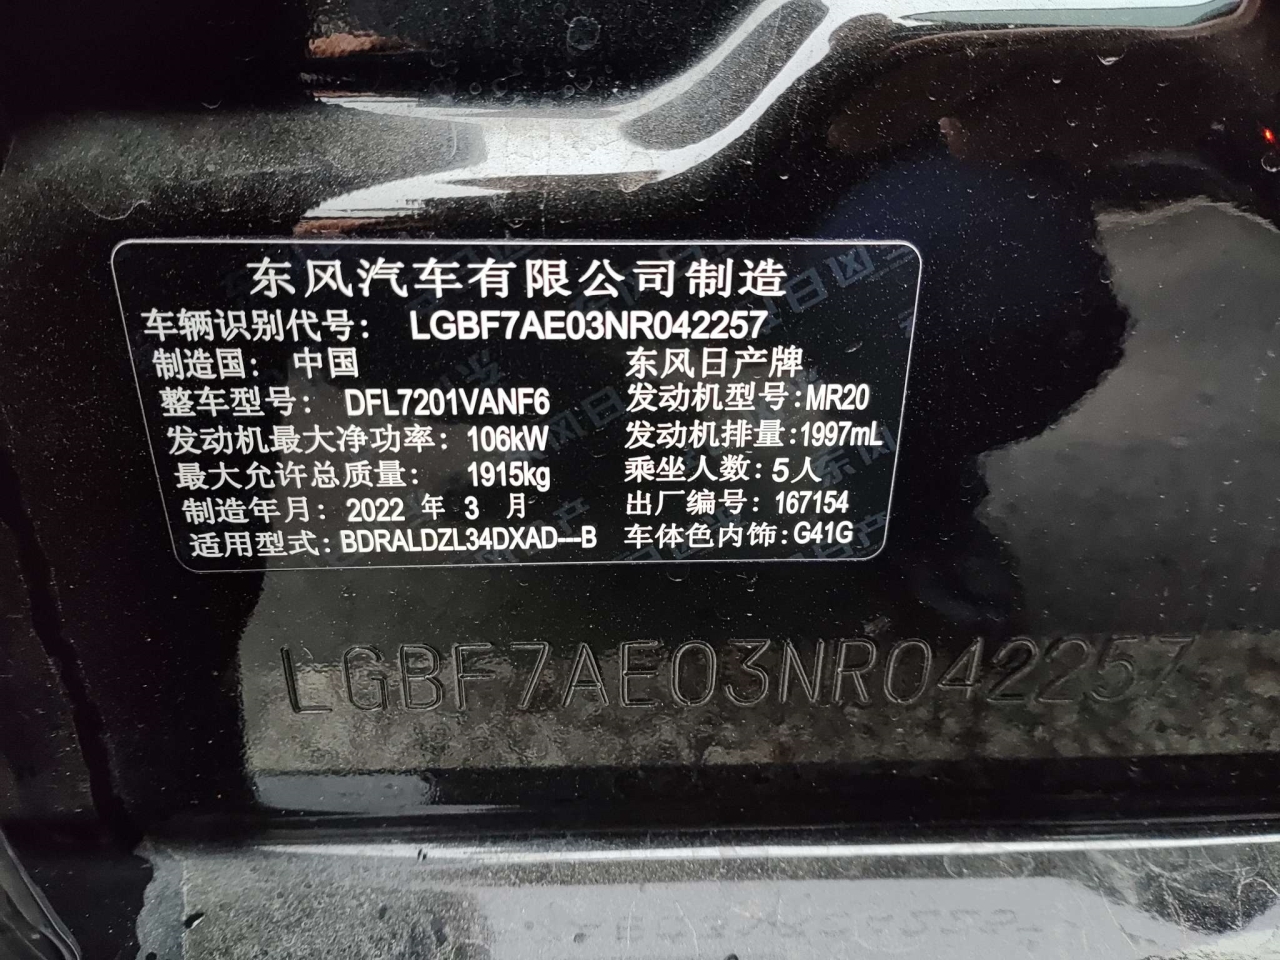 东风汽车有限公司制造
车辆识别代号： LGBF7AE03NR042257
制造国： 中国 东风日产牌
整车型号： DFL7201VANF6 发动机型号：MR20
发动机最大净功率： 106kW 发动机排量：1997mL
最大允许总质量： 1915kg 乘坐人数：5人
制造年月： 2022 年 3 月 出厂编号：167154
适用型式：BDRALDZL34DXAD---B 车体色内饰：G41G
LGBF7AE03NR042257